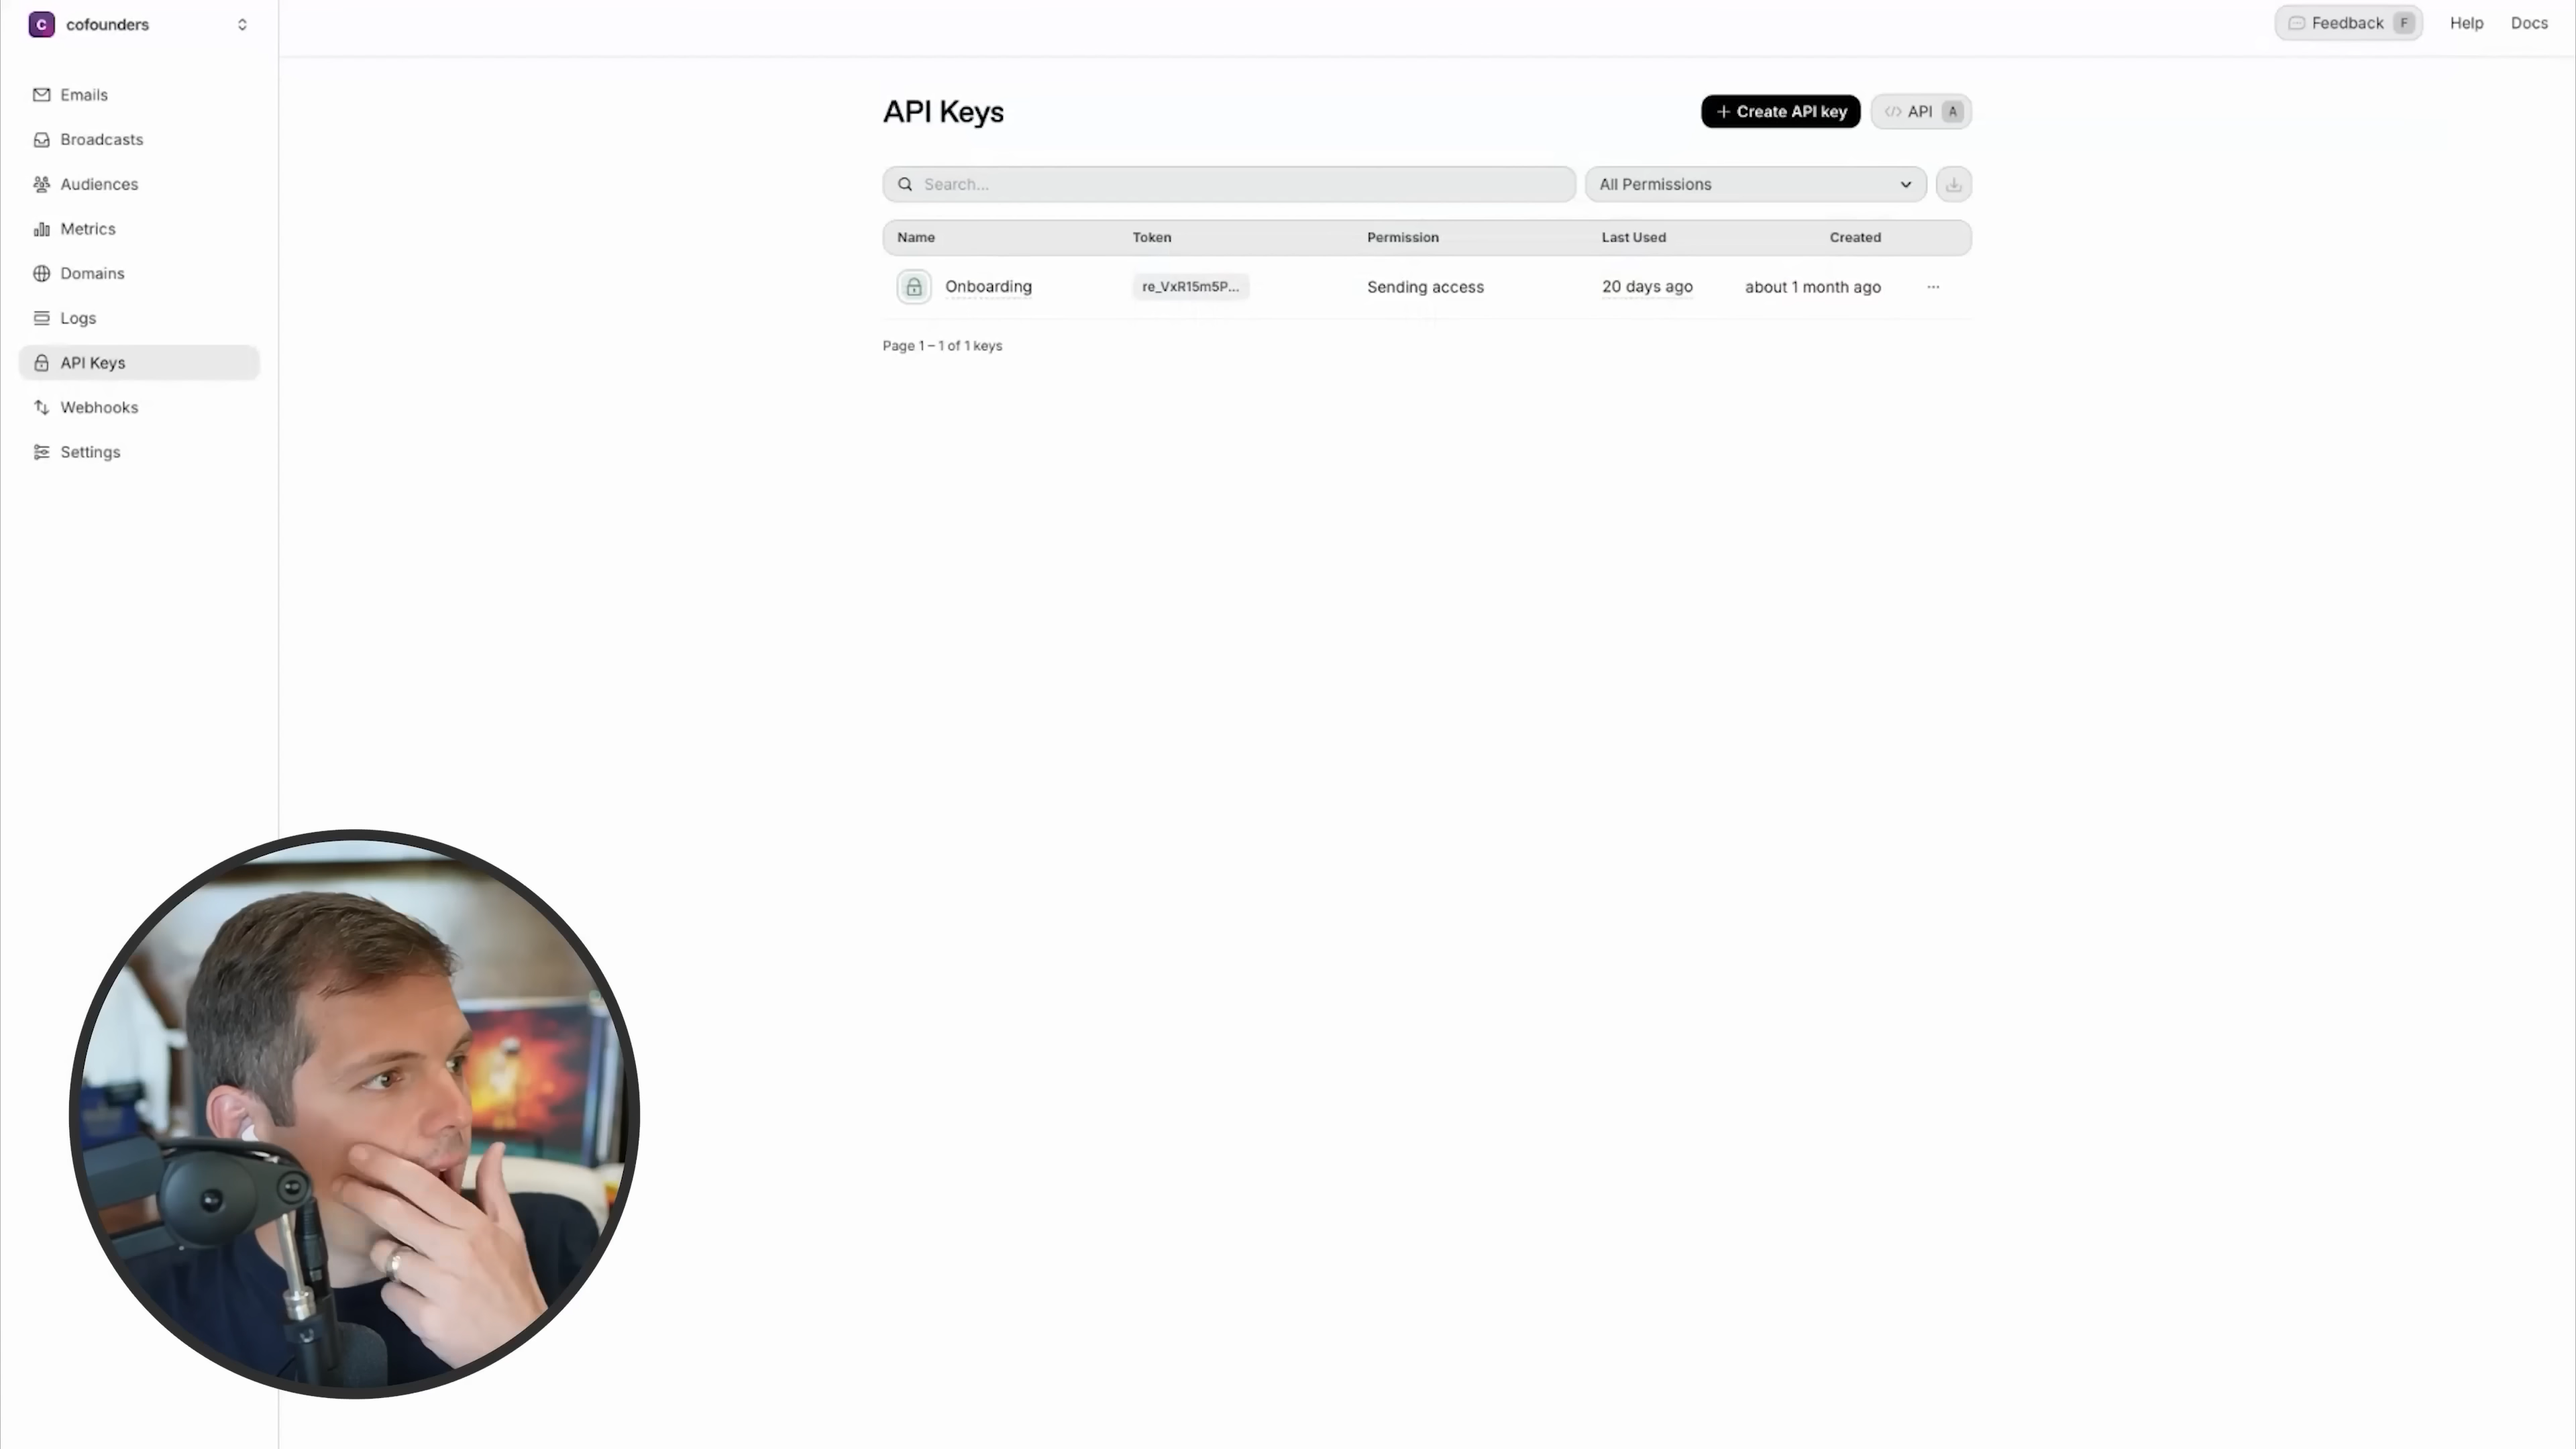 C cofounders
Feedback F Help Docs
Emails
Broadcasts
Audiences
Metrics
Domains
Logs
API Keys
Webhooks
Settings
API Keys
+ Create API key
</> API A
Search...
All Permissions
Name Token Permission Last Used Created
Onboarding re_VxR15m5P... Sending access 20 days ago about 1 month ago ...
Page 1 – 1 of 1 keys